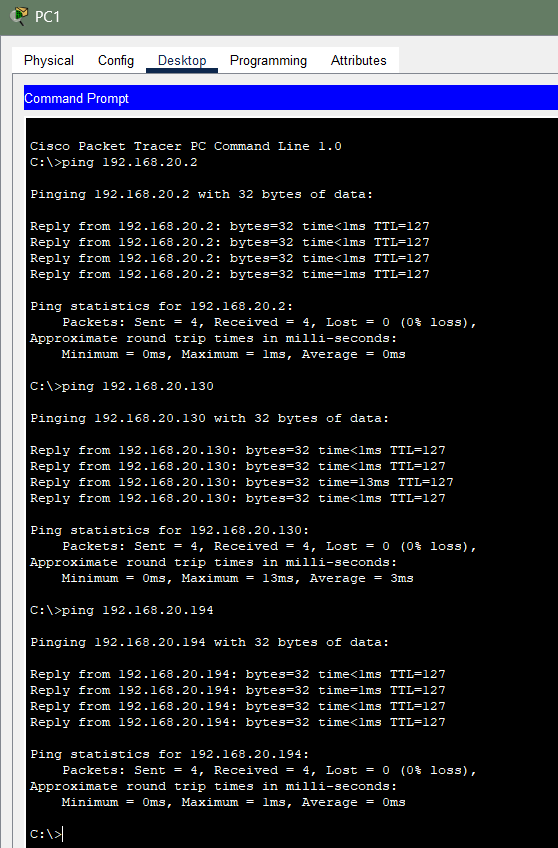 PC1
Physical Config Desktop Programming Attributes
Command Prompt
Cisco Packet Tracer PC Command Line 1.0
C:\>ping 192.168.20.2
Pinging 192.168.20.2 with 32 bytes of data:
Reply from 192.168.20.2: bytes=32 time<1ms TTL=127
Reply from 192.168.20.2: bytes=32 time<1ms TTL=127
Reply from 192.168.20.2: bytes=32 time<1ms TTL=127
Reply from 192.168.20.2: bytes=32 time=1ms TTL=127
Ping statistics for 192.168.20.2:
Packets: Sent = 4, Received = 4, Lost = 0 (0% loss),
Approximate round trip times in milli-seconds:
Minimum = 0ms, Maximum = 1ms, Average = 0ms
C:\>ping 192.168.20.130
Pinging 192.168.20.130 with 32 bytes of data:
Reply from 192.168.20.130: bytes=32 time<1ms TTL=127
Reply from 192.168.20.130: bytes=32 time<1ms TTL=127
Reply from 192.168.20.130: bytes=32 time=13ms TTL=127
Reply from 192.168.20.130: bytes=32 time<1ms TTL=127
Ping statistics for 192.168.20.130:
Packets: Sent = 4, Received = 4, Lost = 0 (0% loss),
Approximate round trip times in milli-seconds:
Minimum = 0ms, Maximum = 13ms, Average = 3ms
C:\>ping 192.168.20.194
Pinging 192.168.20.194 with 32 bytes of data:
Reply from 192.168.20.194: bytes=32 time<1ms TTL=127
Reply from 192.168.20.194: bytes=32 time=1ms TTL=127
Reply from 192.168.20.194: bytes=32 time<1ms TTL=127
Reply from 192.168.20.194: bytes=32 time<1ms TTL=127
Ping statistics for 192.168.20.194:
Packets: Sent = 4, Received = 4, Lost = 0 (0% loss),
Approximate round trip times in milli-seconds:
Minimum = 0ms, Maximum = 1ms, Average = 0ms
C:\>